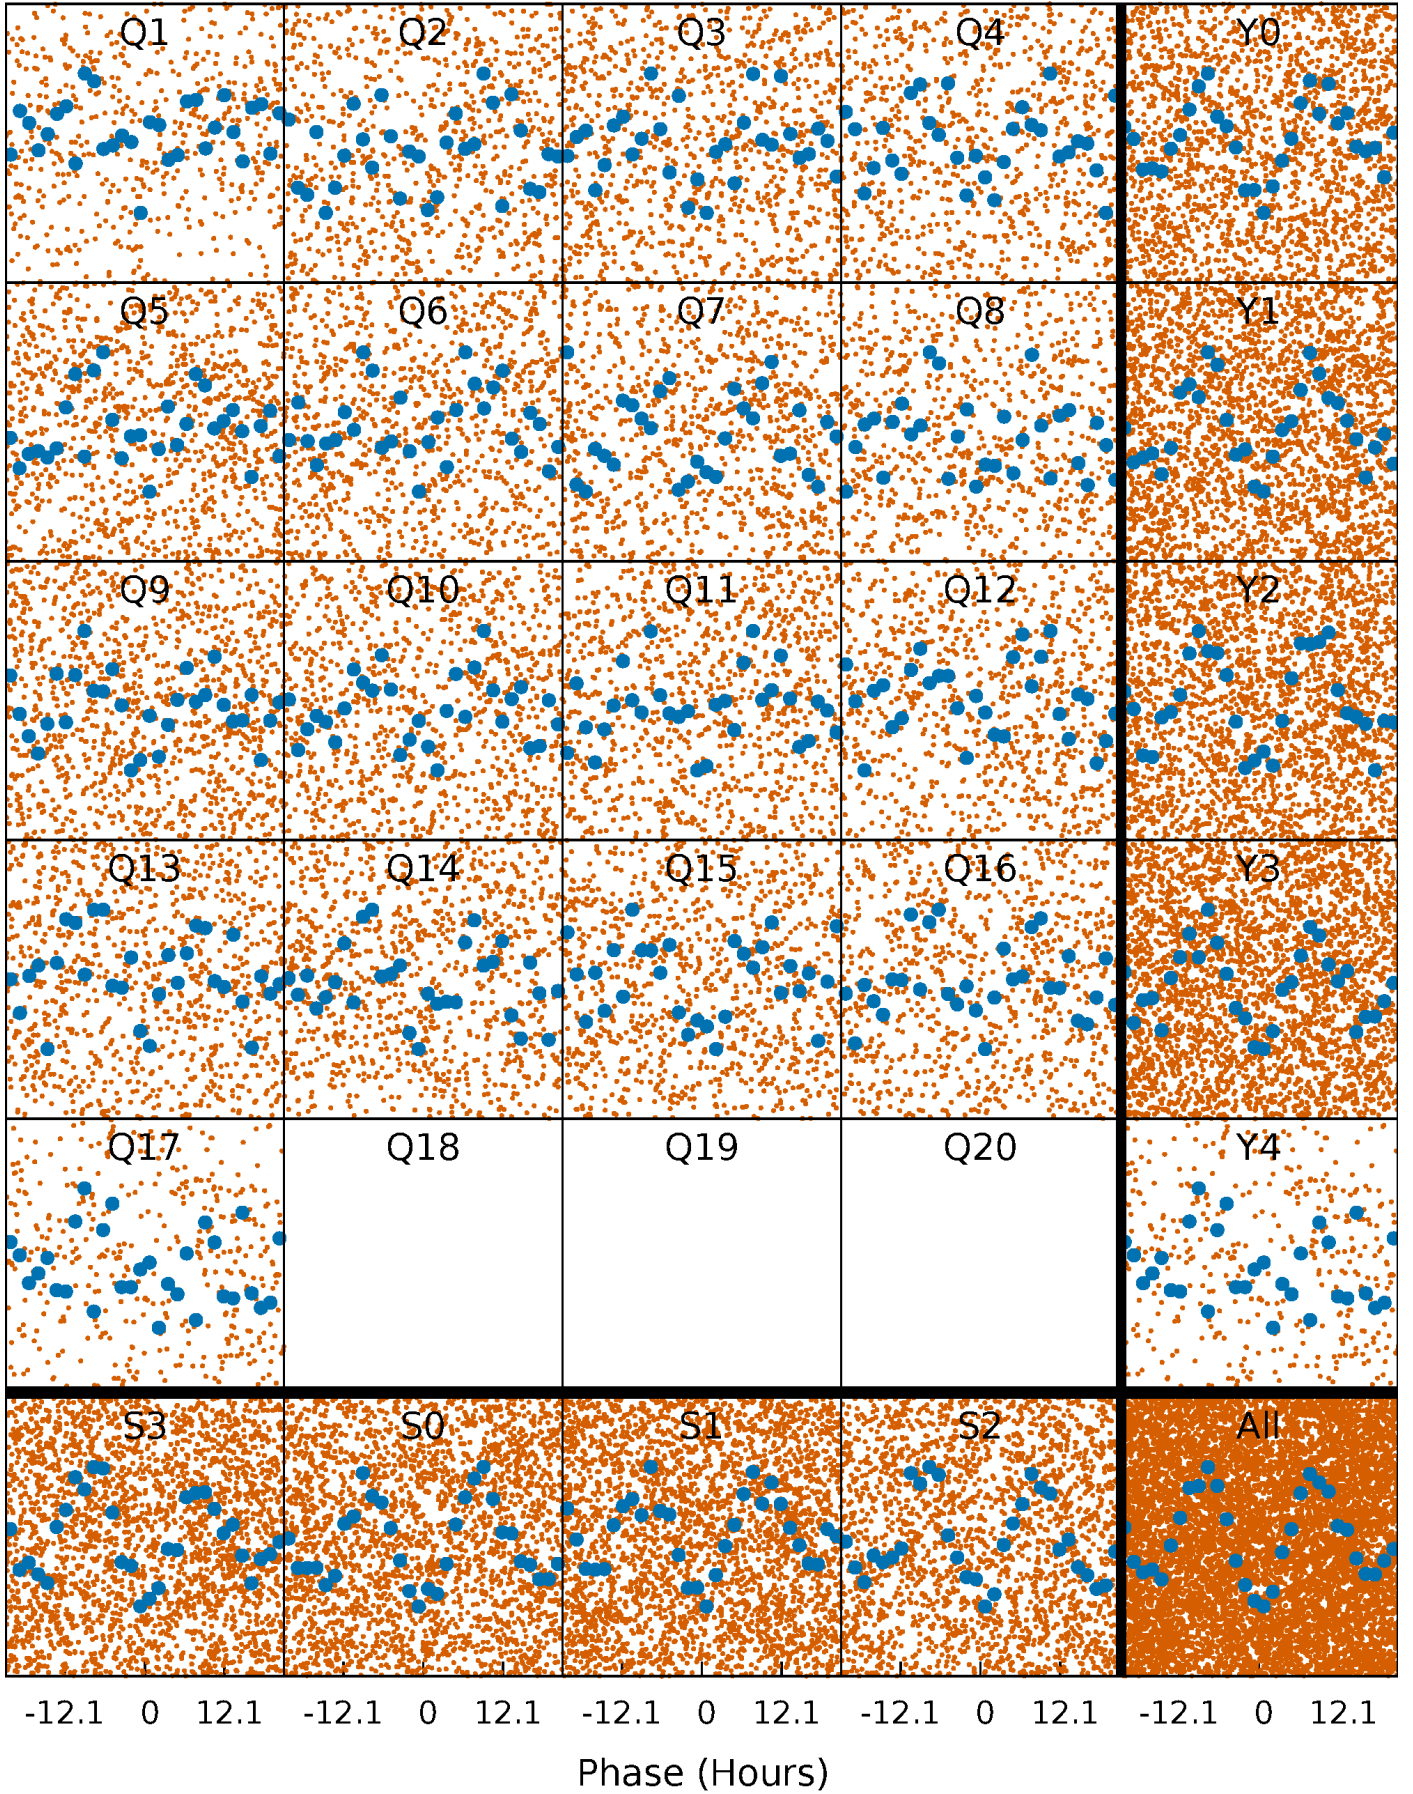 Q1 Q2 Q3 Q4 Y0
Q5 Q6 Q7 Q8 Y1
Q9 Q10 Q11 Q12 Y2
Q13 Q14 Q15 Q16 Y3
Q17 Q18 Q19 Q20 Y4
S3 S0 S1 S2 All
-12.1 0 12.1 -12.1 0 12.1 -12.1 0 12.1 -12.1 0 12.1 -12.1 0 12.1
Phase (Hours)